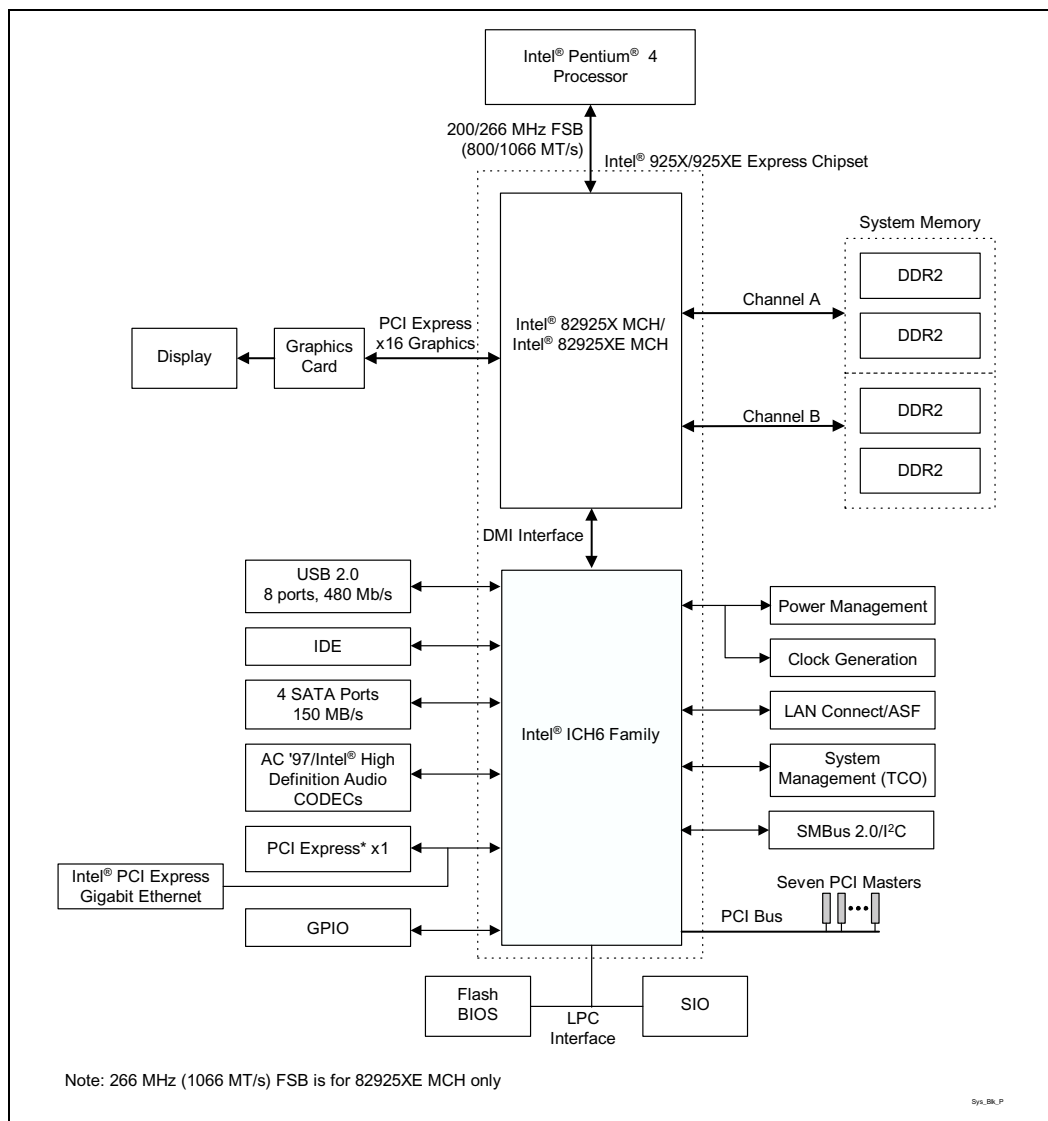 Intel® Pentium® 4
Processor
200/266 MHz FSB
(800/1066 MT/s)
Intel® 925X/925XE Express Chipset
System Memory
DDR2
Channel A
DDR2
Intel® 82925X MCH/
Intel® 82925XE MCH
PCI Express
x16 Graphics
Graphics
Card
Display
DDR2
Channel B
DDR2
DMI Interface
USB 2.0
8 ports, 480 Mb/s
Power Management
IDE
Clock Generation
4 SATA Ports
150 MB/s
LAN Connect/ASF
Intel® ICH6 Family
AC '97/Intel® High
Definition Audio
CODECs
System
Management (TCO)
PCI Express* x1
SMBus 2.0/I²C
Intel® PCI Express
Gigabit Ethernet
Seven PCI Masters
PCI Bus
GPIO
Flash
BIOS
LPC
Interface
SIO
Note: 266 MHz (1066 MT/s) FSB is for 82925XE MCH only
Sys_Blk_P